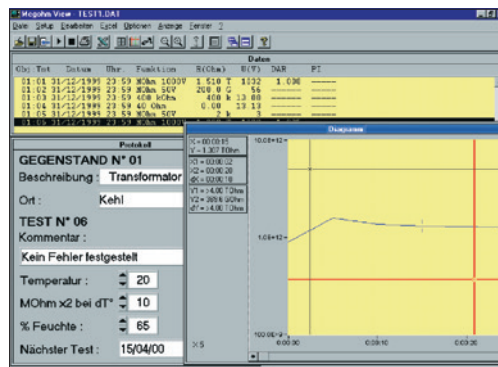 Megohm View - TEST1.DAT
Datei Setup Bearbeiten Excel Optionen Anzeige Fenster ?
Daten
Obj Tst Datum Uhr. Funktion R(Ohm) U(V) DAR PI
01:01 31/12/1999 23 59 MOhm 1000V 1.510 T 1032 1.000 -----
01:02 31/12/1999 23 59 MOhm 50V 200.0 G 56 ----- -----
01:03 31/12/1999 23 59 400 kOhm 400 k 13.00 ----- -----
01:04 31/12/1999 23 59 40 Ohm 0.00 13.13 ----- -----
01:05 31/12/1999 23 59 MOhm 50V 2 k 3 ----- -----
Diagramm
Protokoll
GEGENSTAND N° 01
Beschreibung : Transformator
Ort : Kehl
TEST N° 06
Kommentar :
Kein Fehler festgestellt
Temperatur : 20
MOhm x2 bei dT° 10
% Feuchte : 65
Nächster Test : 15/04/00
X = 00:00:15
Y = 1.307 TOhm
X1 = 00:00:02
X2 = 00:00:20
dX = 00:00:18
Y1 = >4.00 TOhm
Y2 = 389.6 GOhm
dY = >4.00 TOhm
X S
10.0E+12-
1.0E+12-
100.0E+9-
0:00:00 0:00:10 0:00:20